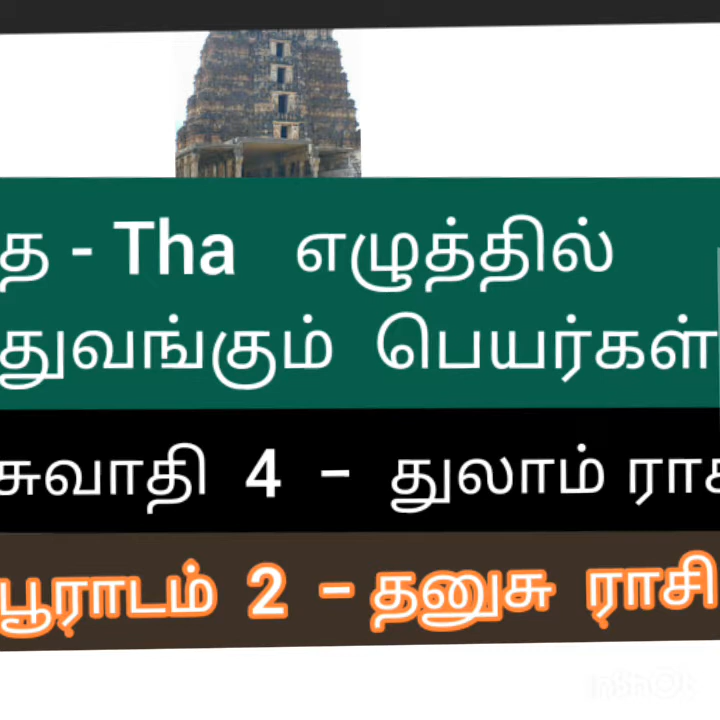 த - Tha எழுத்தில்
துவங்கும் பெயர்கள்
சுவாதி 4 - துலாம்
பூராடம் 2 - தனுசு ராசி